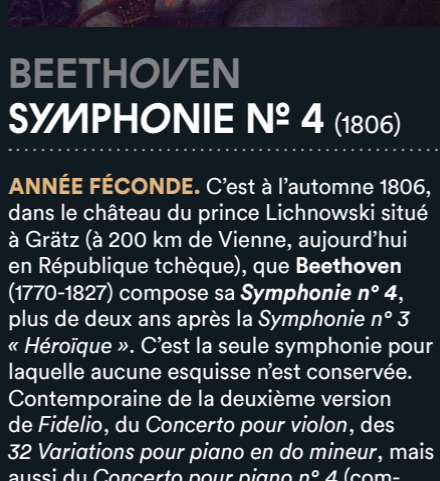 BEETHOVEN
SYMPHONIE Nº 4 (1806)
ANNÉE FÉCONDE. C’est à l’automne 1806,
dans le château du prince Lichnowski situé
à Grätz (à 200 km de Vienne, aujourd’hui
en République tchèque), que Beethoven
(1770-1827) compose sa Symphonie n° 4,
plus de deux ans après la Symphonie n° 3
« Héroïque ». C’est la seule symphonie pour
laquelle aucune esquisse n’est conservée.
Contemporaine de la deuxième version
de Fidelio, du Concerto pour violon, des
32 Variations pour piano en do mineur, mais
aussi du Concerto pour piano n° 4 (com-